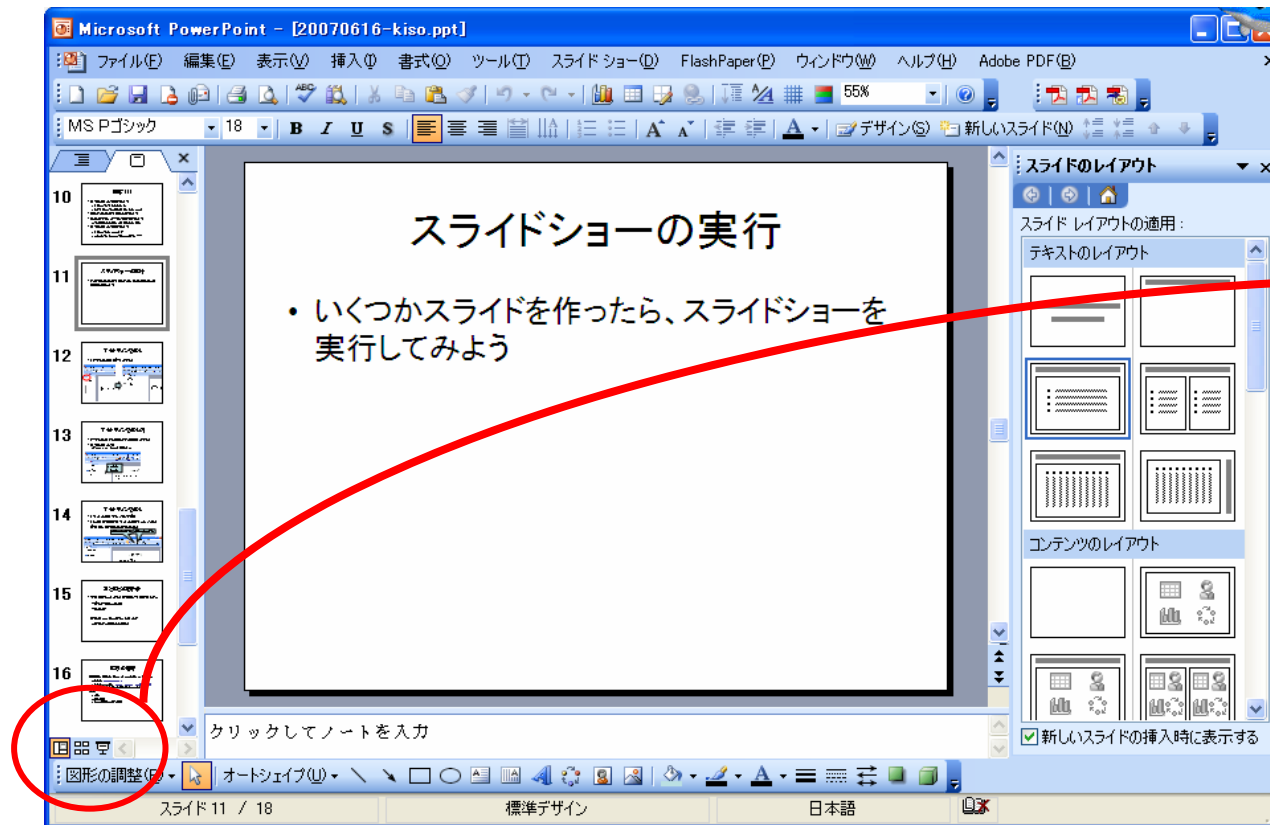 Microsoft PowerPoint - [20070616-kiso.ppt]
ファイル(F) 編集(E) 表示(V) 挿入(I) 書式(O) ツール(T) スライド ショー(D) FlashPaper(P) ウィンドウ(W) ヘルプ(H) Adobe PDF(B)
ABC 55%
MS Pゴシック 18 B I U S A A A デザイン(S) 新しいスライド(N)
スライドのレイアウト
10
11
12
13
14
15
16
スライドショーの実行
• いくつかスライドを作ったら、スライドショーを
実行してみよう
スライド レイアウトの適用:
テキストのレイアウト
コンテンツのレイアウト
クリックしてノートを入力
新しいスライドの挿入時に表示する
図形の調整(R) オートシェイプ(U) A
スライド 11 / 18 標準デザイン 日本語